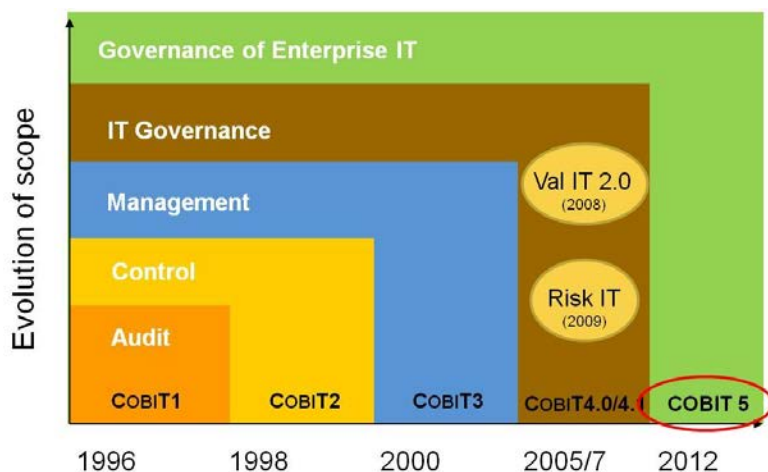 Governance of Enterprise IT
IT Governance
Val IT 2.0
(2008)
Management
Control
Risk IT
(2009)
Audit
COBIT1 COBIT2 COBIT3 COBIT4.0/4.1 COBIT 5
1996 1998 2000 2005/7 2012
Evolution of scope